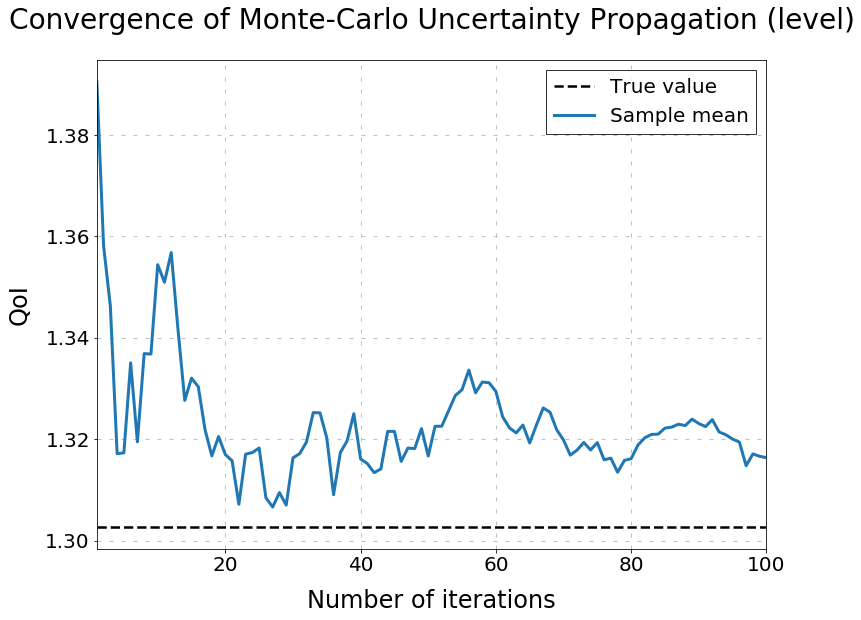 Convergence of Monte-Carlo Uncertainty Propagation (level)
True value
Sample mean
QoI
1.38
1.36
1.34
1.32
1.30
20
40
60
80
100
Number of iterations